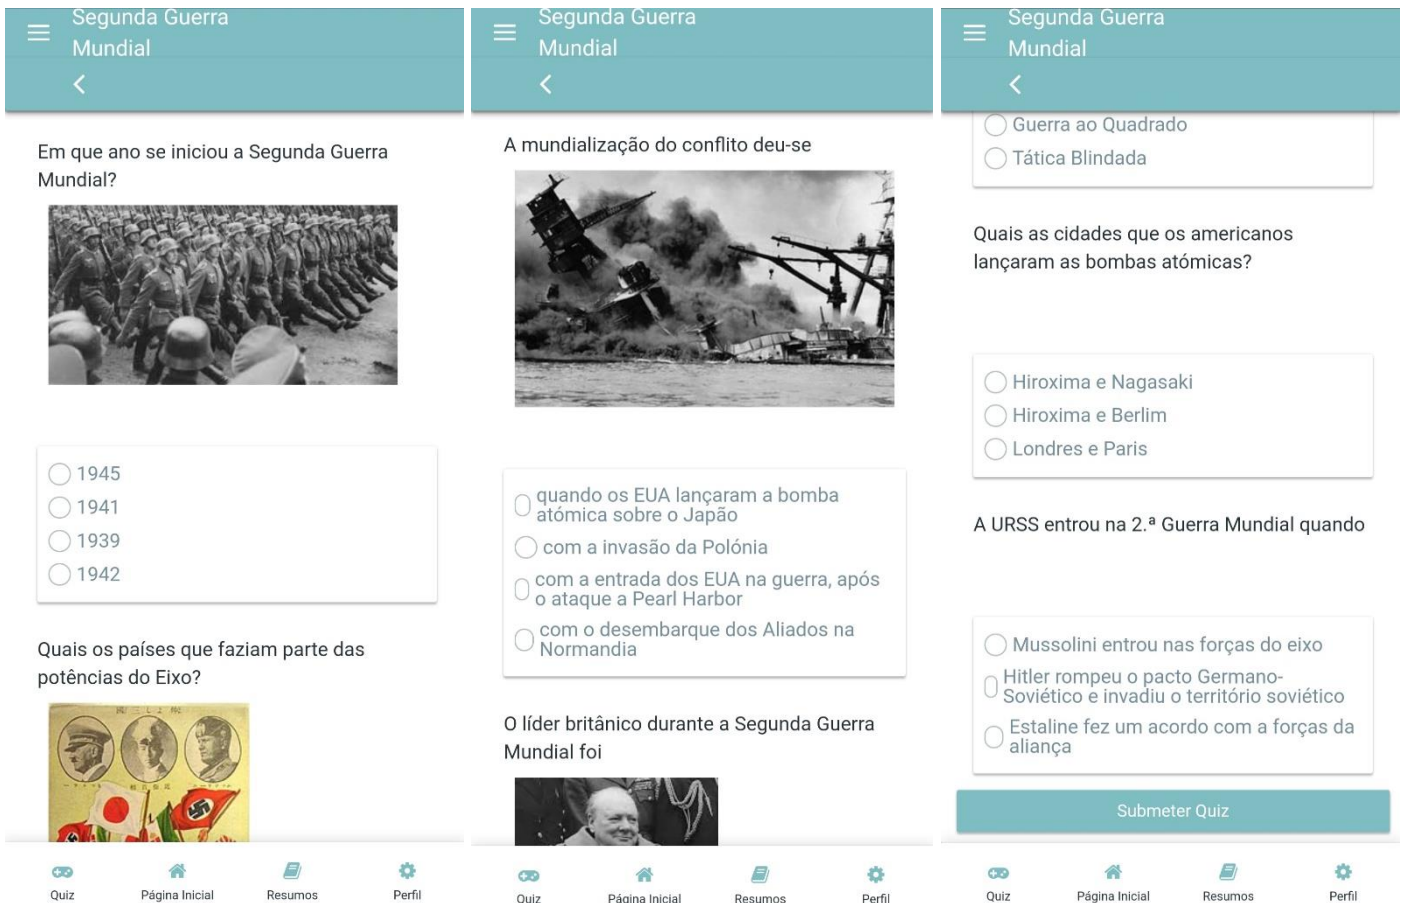 Segunda Guerra
Mundial
Em que ano se iniciou a Segunda Guerra
Mundial?
1945
1941
1939
1942
Quais os países que faziam parte das
potências do Eixo?
Quiz
Página Inicial
Resumos
Perfil
Segunda Guerra
Mundial
A mundialização do conflito deu-se
quando os EUA lançaram a bomba
atómica sobre o Japão
com a invasão da Polónia
com a entrada dos EUA na guerra, após
o ataque a Pearl Harbor
com o desembarque dos Aliados na
Normandia
O líder britânico durante a Segunda Guerra
Mundial foi
Quiz
Página Inicial
Resumos
Perfil
Segunda Guerra
Mundial
Guerra ao Quadrado
Tática Blindada
Quais as cidades que os americanos
lançaram as bombas atómicas?
Hiroxima e Nagasaki
Hiroxima e Berlim
Londres e Paris
A URSS entrou na 2.ª Guerra Mundial quando
Mussolini entrou nas forças do eixo
Hitler rompeu o pacto Germano-
Soviético e invadiu o território soviético
Estaline fez um acordo com a forças da
aliança
Submeter Quiz
Quiz
Página Inicial
Resumos
Perfil